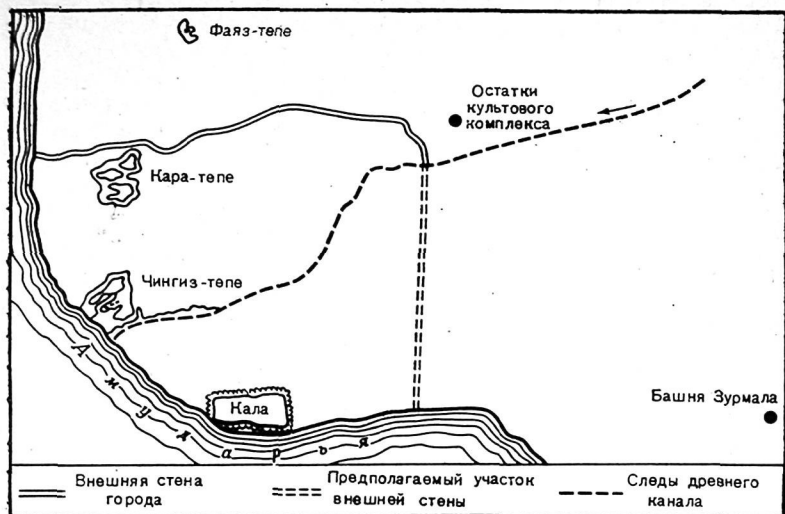 Фаяз-тепе
Остатки
культового
комплекса
Кара-тепе
Чингиз-тепе
Амударья
Кала
Башня Зурмала
Внешняя стена
города
Предполагаемый участок
внешней стены
Следы древнего
канала